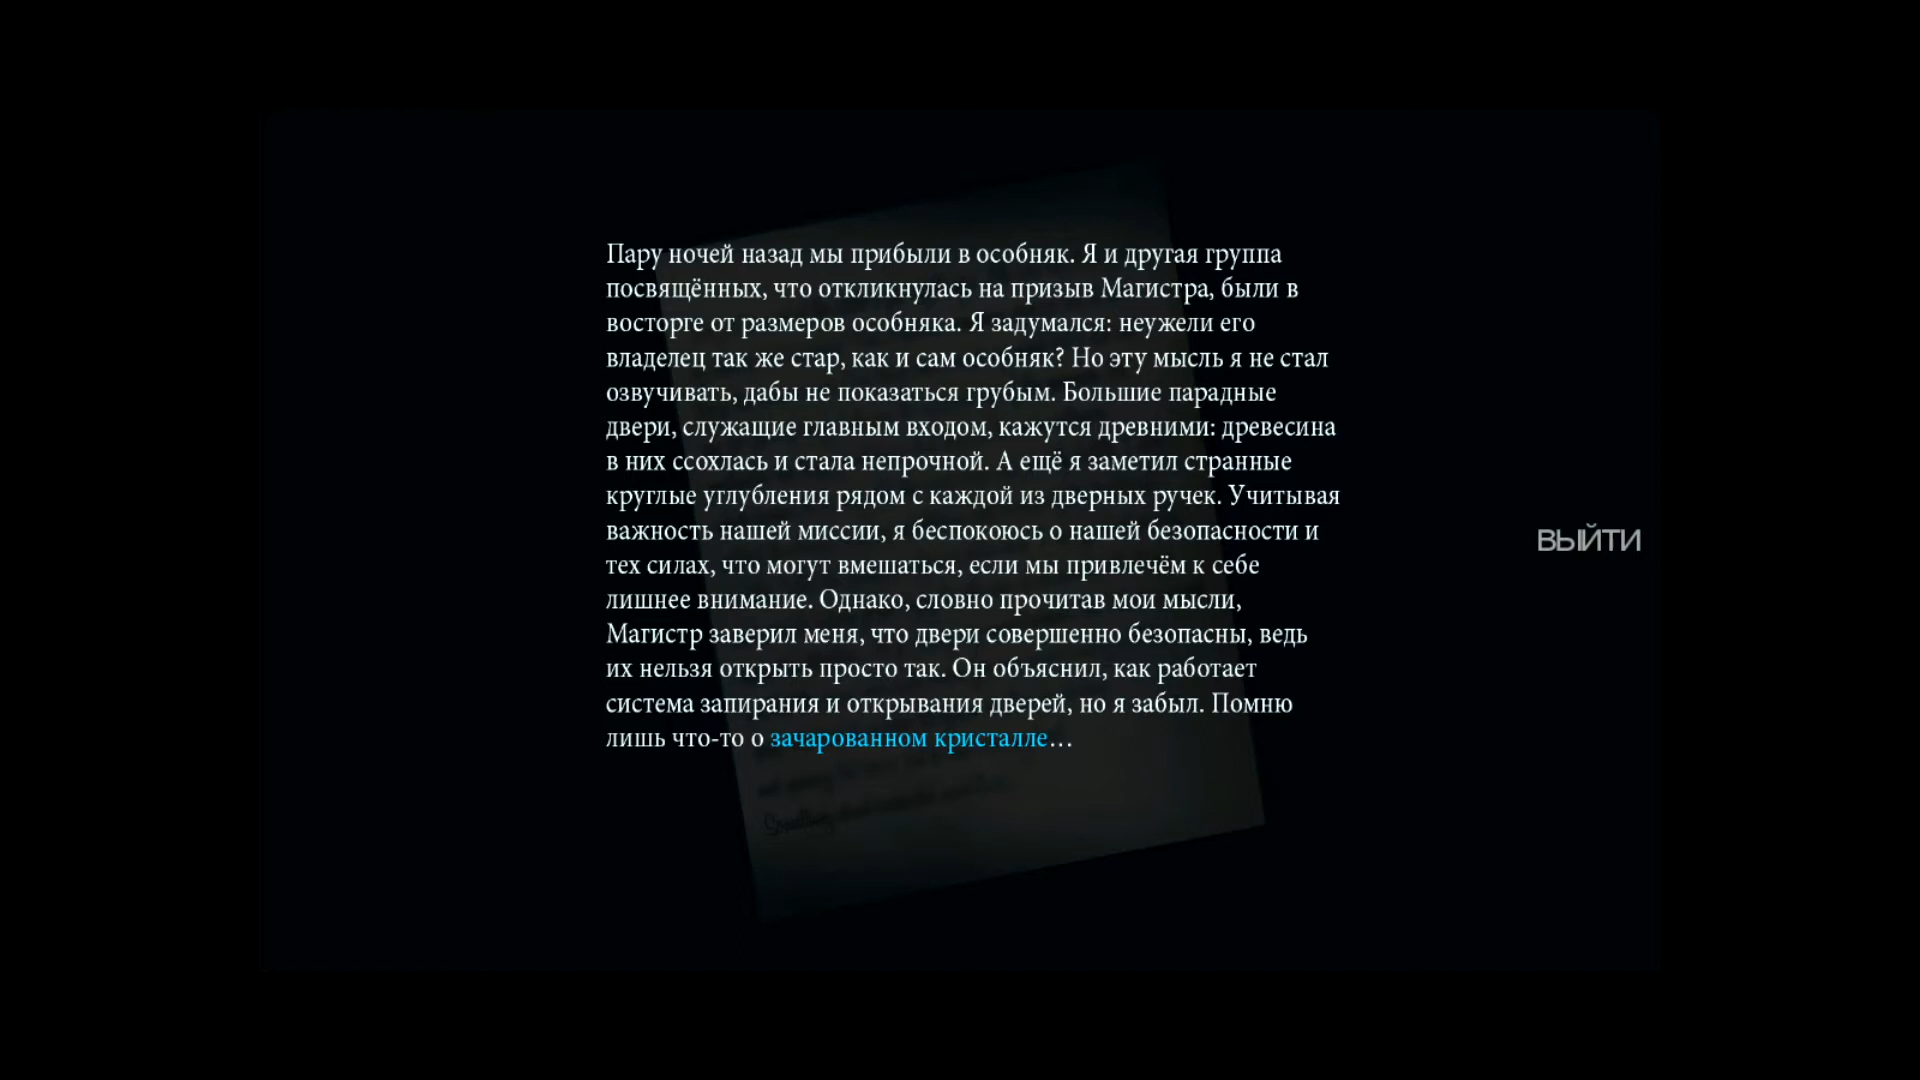 Пару ночей назад мы прибыли в особняк. Я и другая группа
посвящённых, что откликнулась на призыв Магистра, были в
восторге от размеров особняка. Я задумался: неужели его
владелец так же стар, как и сам особняк? Но эту мысль я не стал
озвучивать, дабы не показаться грубым. Большие парадные
двери, служащие главным входом, кажутся древними: древесина
в них ссохлась и стала непрочной. А ещё я заметил странные
круглые углубления рядом с каждой из дверных ручек. Учитывая
важность нашей миссии, я беспокоюсь о нашей безопасности и
тех силах, что могут вмешаться, если мы привлечём к себе
лишнее внимание. Однако, словно прочитав мои мысли,
Магистр заверил меня, что двери совершенно безопасны, ведь
их нельзя открыть просто так. Он объяснил, как работает
система запирания и открывания дверей, но я забыл. Помню
лишь что-то о зачарованном кристалле...
ВЫЙТИ